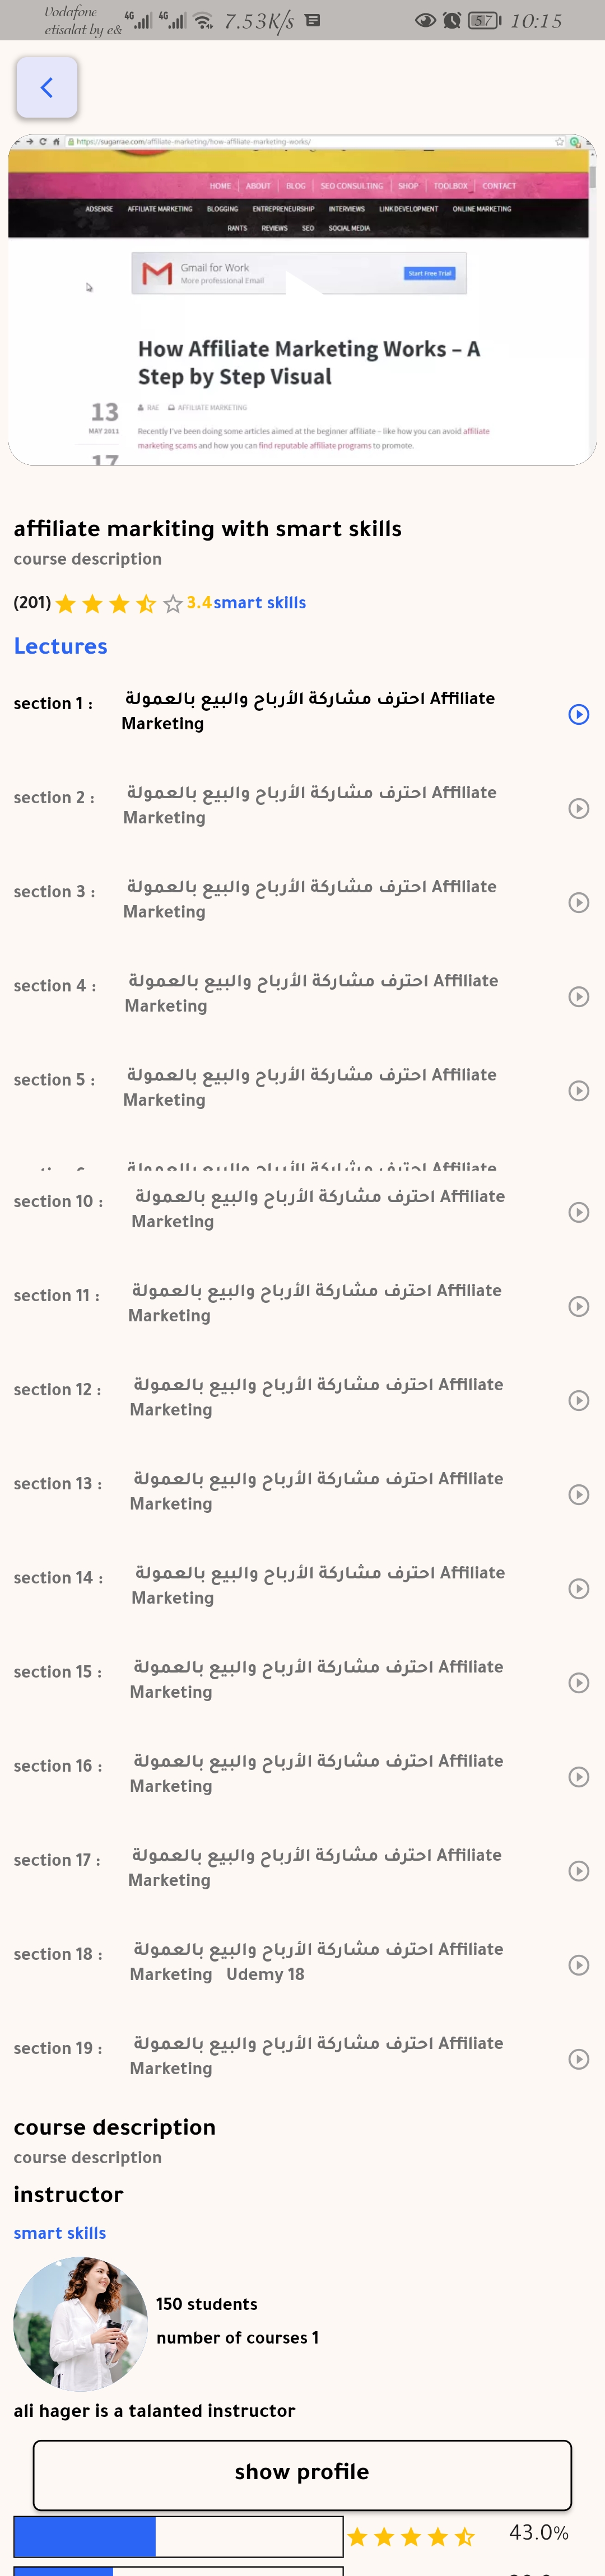 Vodafone
etisalat by e&
4G 4G 7.53K/s 57 10:15
https://sugarrae.com/affiliate-marketing/how-affiliate-marketing-works/
HOME ABOUT BLOG SEO CONSULTING SHOP TOOLBOX CONTACT
ADSENSE AFFILIATE MARKETING BLOGGING ENTREPRENEURSHIP INTERVIEWS LINK DEVELOPMENT ONLINE MARKETING
RANTS REVIEWS SEO SOCIAL MEDIA
Gmail for Work
More professional Email
Start Free Trial
How Affiliate Marketing Works – A
Step by Step Visual
13
MAY 2011
RAE AFFILIATE MARKETING
Recently I've been doing some articles aimed at the beginner affiliate – like how you can avoid affiliate
marketing scams and how you can find reputable affiliate programs to promote.
17
affiliate markiting with smart skills
course description
(201) 3.4 smart skills
Lectures
section 1 : احترف مشاركة الأرباح والبيع بالعمولة Affiliate
Marketing
section 2 : احترف مشاركة الأرباح والبيع بالعمولة Affiliate
Marketing
section 3 : احترف مشاركة الأرباح والبيع بالعمولة Affiliate
Marketing
section 4 : احترف مشاركة الأرباح والبيع بالعمولة Affiliate
Marketing
section 5 : احترف مشاركة الأرباح والبيع بالعمولة Affiliate
Marketing
section 10 : احترف مشاركة الأرباح والبيع بالعمولة Affiliate
Marketing
section 11 : احترف مشاركة الأرباح والبيع بالعمولة Affiliate
Marketing
section 12 : احترف مشاركة الأرباح والبيع بالعمولة Affiliate
Marketing
section 13 : احترف مشاركة الأرباح والبيع بالعمولة Affiliate
Marketing
section 14 : احترف مشاركة الأرباح والبيع بالعمولة Affiliate
Marketing
section 15 : احترف مشاركة الأرباح والبيع بالعمولة Affiliate
Marketing
section 16 : احترف مشاركة الأرباح والبيع بالعمولة Affiliate
Marketing
section 17 : احترف مشاركة الأرباح والبيع بالعمولة Affiliate
Marketing
section 18 : احترف مشاركة الأرباح والبيع بالعمولة Affiliate
Marketing Udemy 18
section 19 : احترف مشاركة الأرباح والبيع بالعمولة Affiliate
Marketing
course description
course description
instructor
smart skills
150 students
number of courses 1
ali hager is a talanted instructor
show profile
43.0%